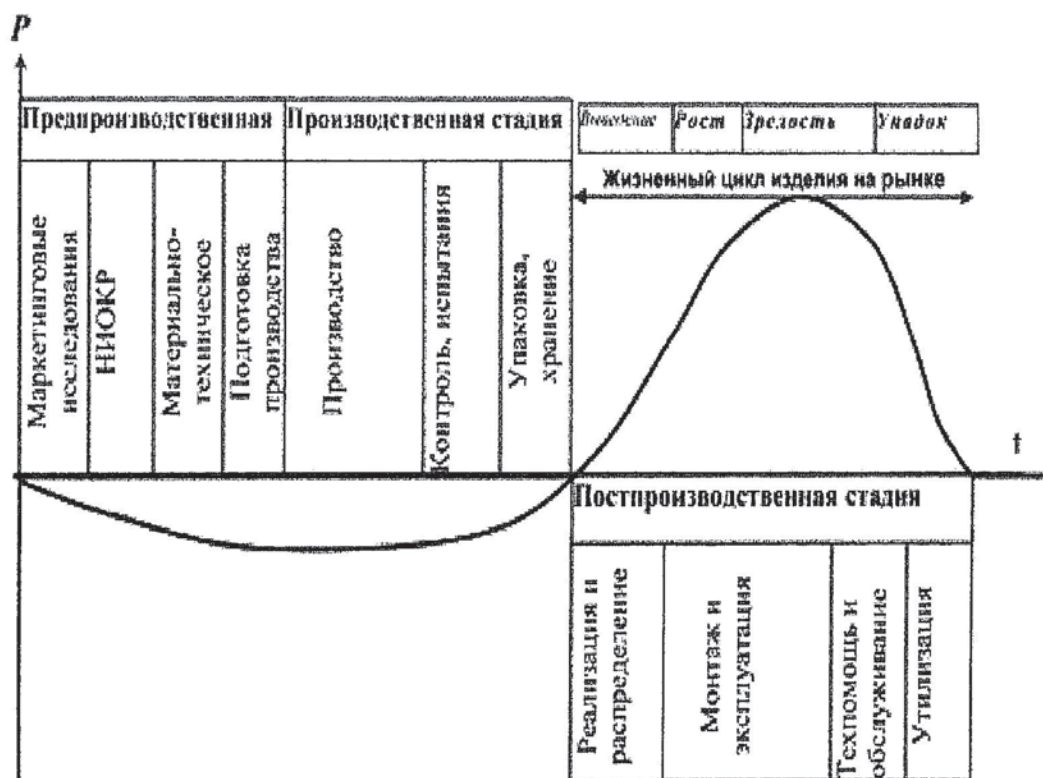 P
Предпроизводственная
Производственная стадия
Выведение
Рост
Зрелость
Упадок
Жизненный цикл изделия на рынке
Маркетинговые
исследования
НИОКР
Материально-
техническое
Подготовка
производства
Производство
Контроль, испытания
Упаковка,
хранение
t
Постпроизводственная стадия
Реализация и
распределение
Монтаж и
эксплуатация
Техпомощь и
обслуживание
Утилизация